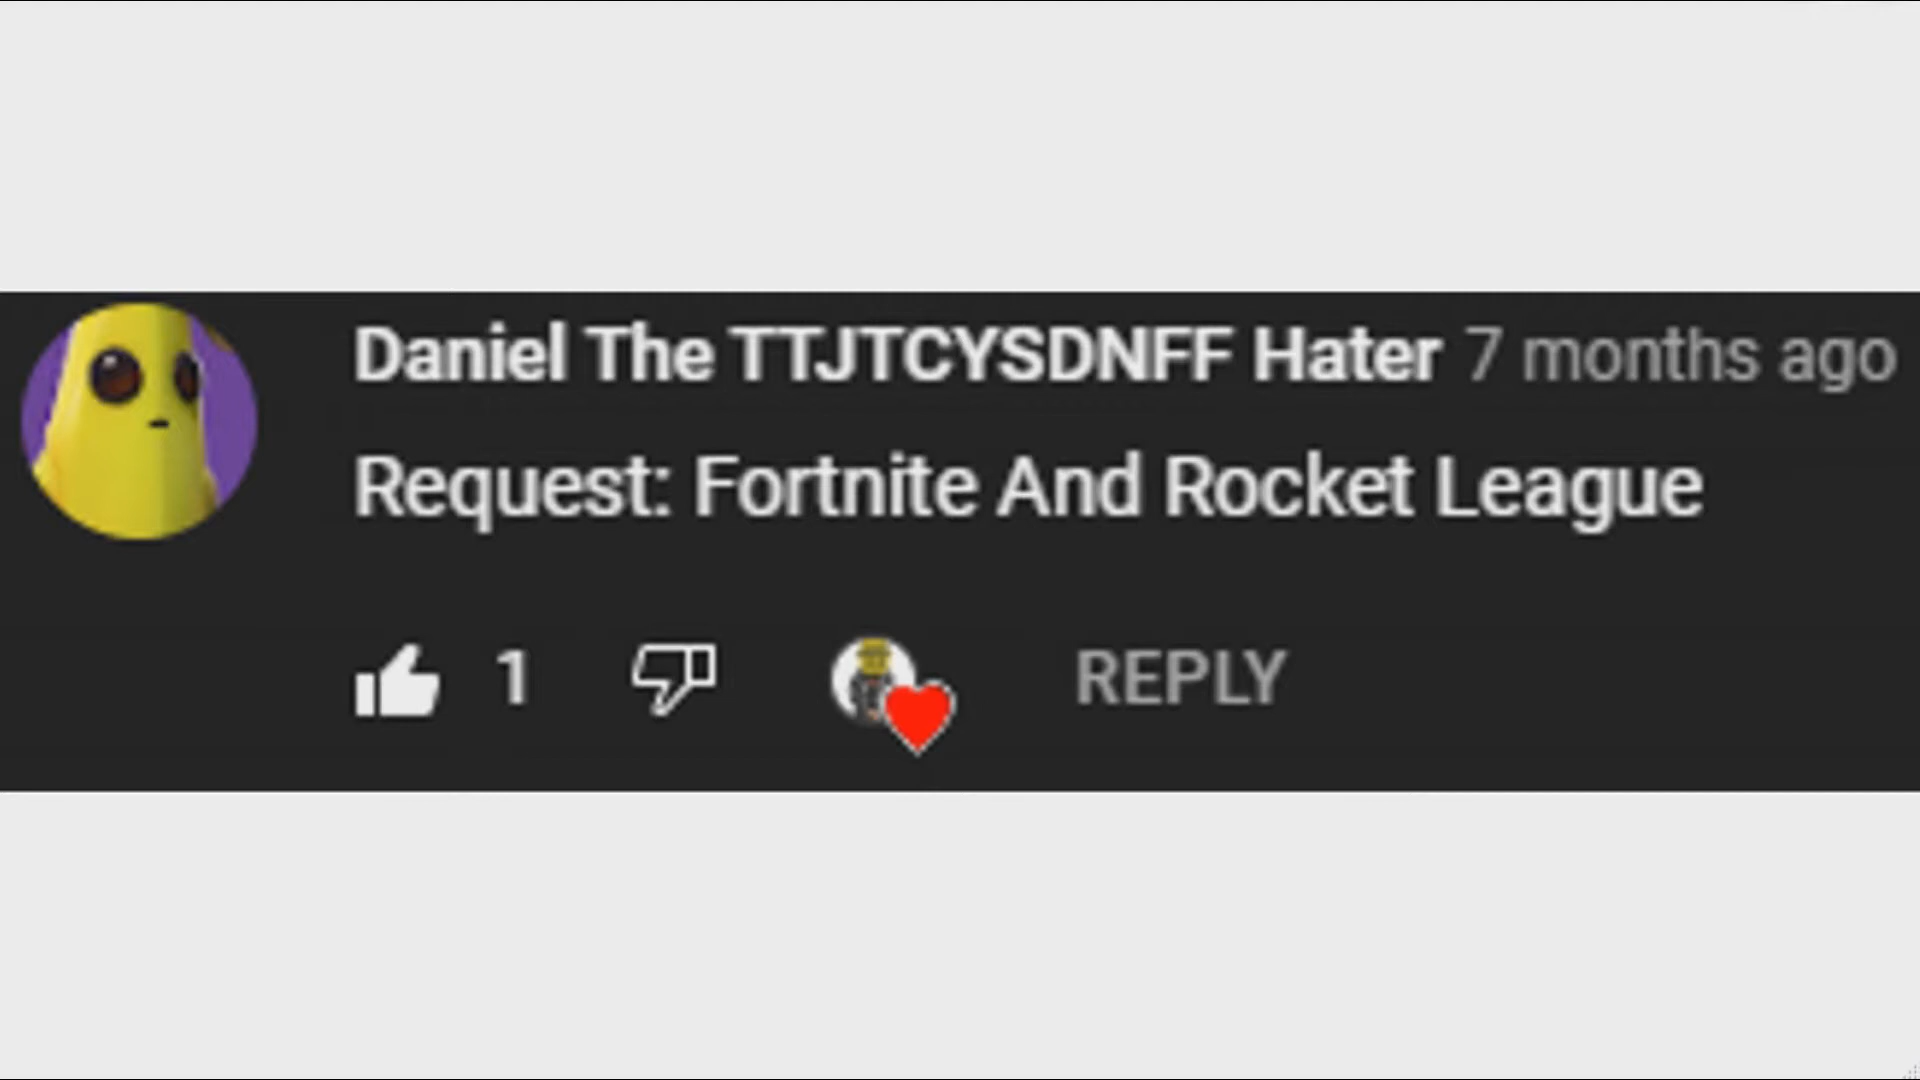 Daniel The TTJTCYSDNFF Hater 7 months ago
Request: Fortnite And Rocket League
1 REPLY